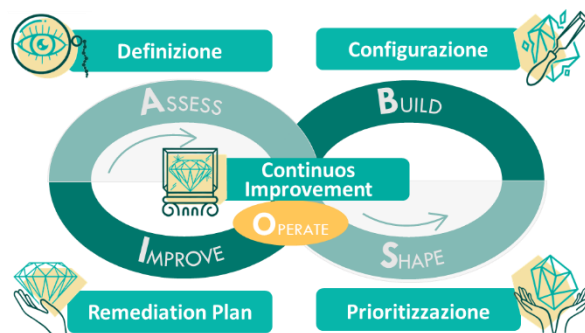 Definizione
Configurazione
ASSESS
BUILD
Continuos
Improvement
OPERATE
IMPROVE
SHAPE
Remediation Plan
Prioritizzazione